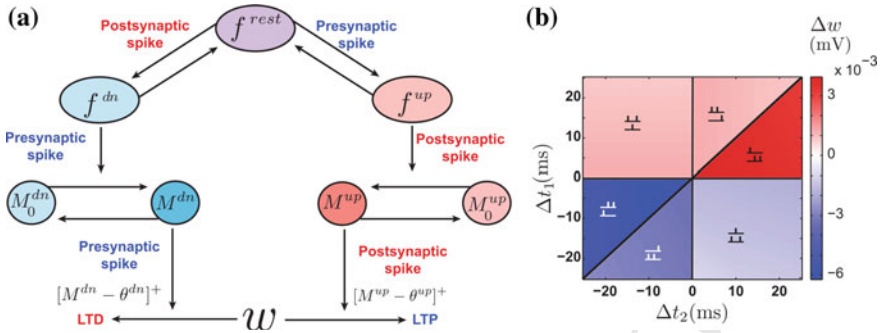 (a)
f^{rest}
Postsynaptic
spike
Presynaptic
spike
f^{dn}
f^{up}
Presynaptic
spike
Postsynaptic
spike
M_0^{dn}
M^{dn}
M^{up}
M_0^{up}
Presynaptic
spike
Postsynaptic
spike
[M^{dn} − θ^{dn}]^+
[M^{up} − θ^{up}]^+
LTD
w
LTP
(b)
Δw
(mV)
x 10^{-3}
20
10
0
−10
−20
Δt_1(ms)
−20
−10
0
10
20
Δt_2(ms)
3
0
−3
−6